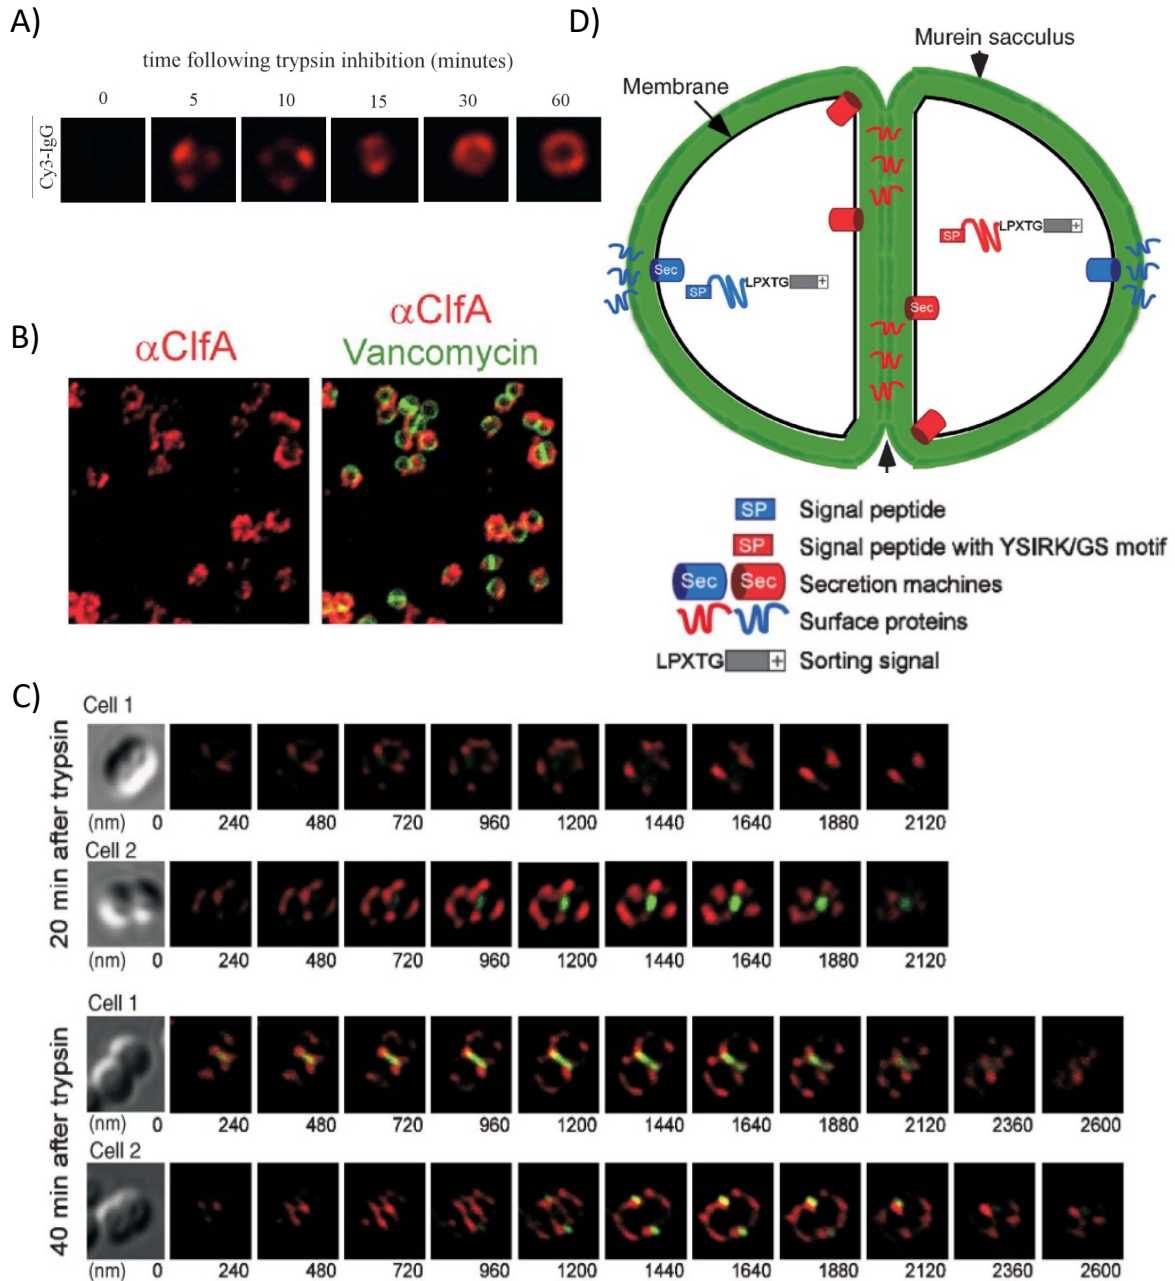 A)
time following trypsin inhibition (minutes)
0 5 10 15 30 60
Cy3-IgG
B)
αClfA
αClfA
Vancomycin
C)
20 min after trypsin
Cell 1
(nm) 0 240 480 720 960 1200 1440 1640 1880 2120
Cell 2
(nm) 0 240 480 720 960 1200 1440 1640 1880 2120
40 min after trypsin
Cell 1
(nm) 0 240 480 720 960 1200 1440 1640 1880 2120 2360 2600
Cell 2
(nm) 0 240 480 720 960 1200 1440 1640 1880 2120 2360 2600
D)
Murein sacculus
Membrane
SP LPXTG +
Sec SP LPXTG +
Sec
SP Signal peptide
SP Signal peptide with YSIRK/GS motif
Sec Sec Secretion machines
Surface proteins
LPXTG + Sorting signal